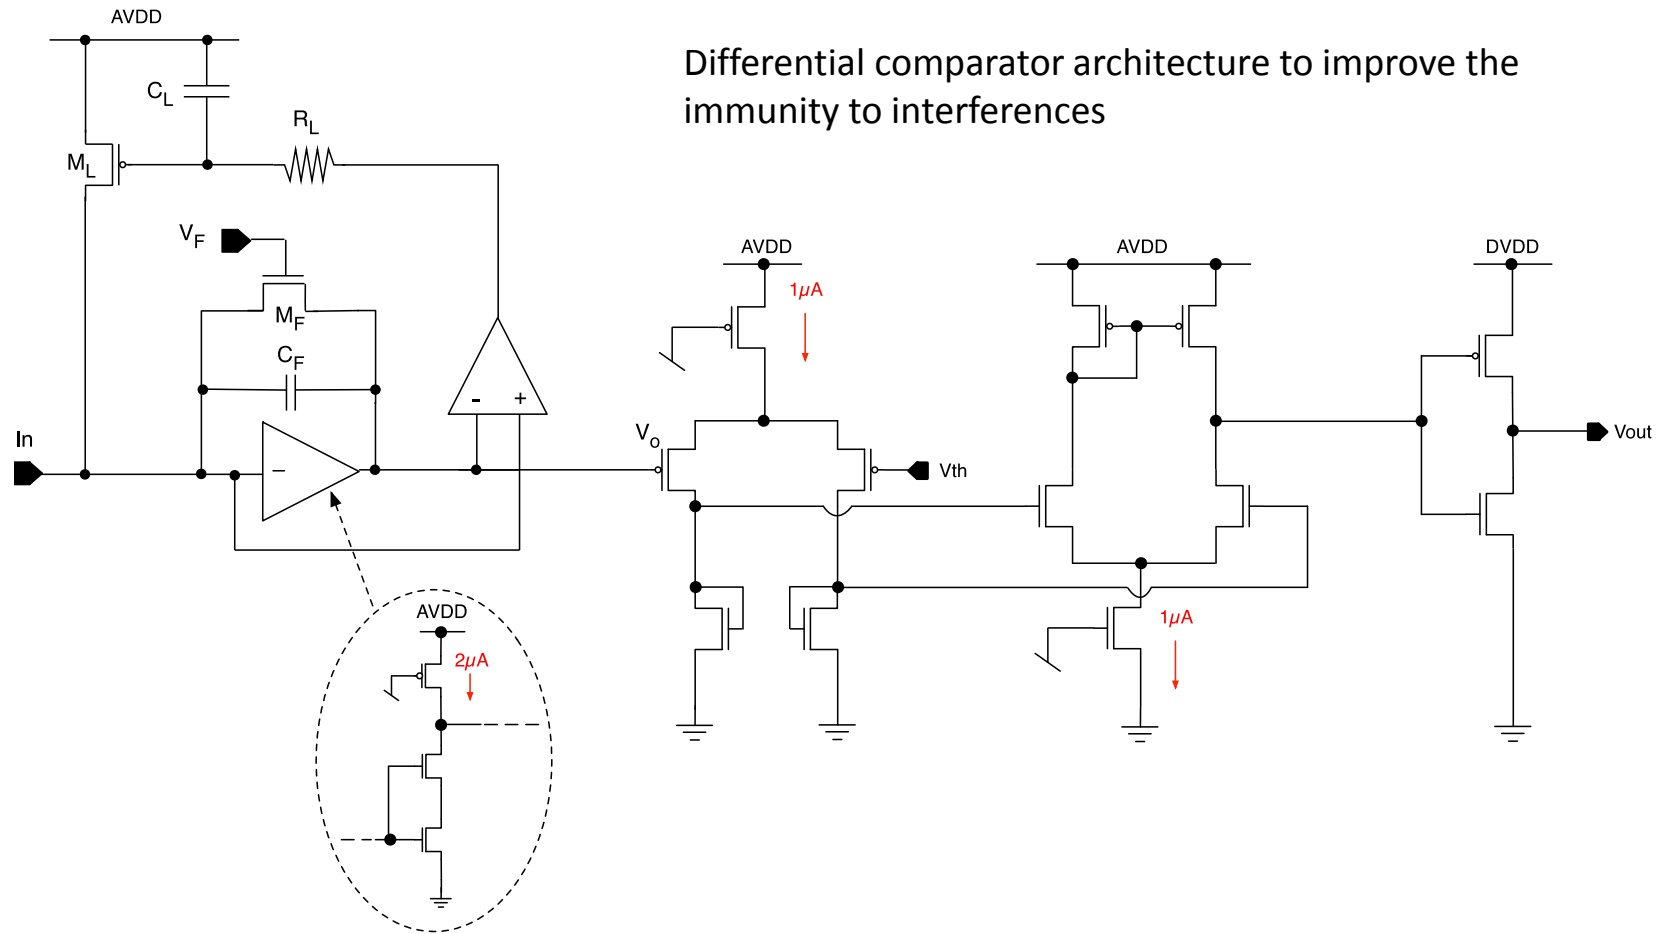 AVDD
Differential comparator architecture to improve the
immunity to interferences
C_L
R_L
M_L
V_F
M_F
C_F
- +
In
−
V_o
AVDD
1µA
Vth
AVDD
1µA
DVDD
Vout
AVDD
2µA